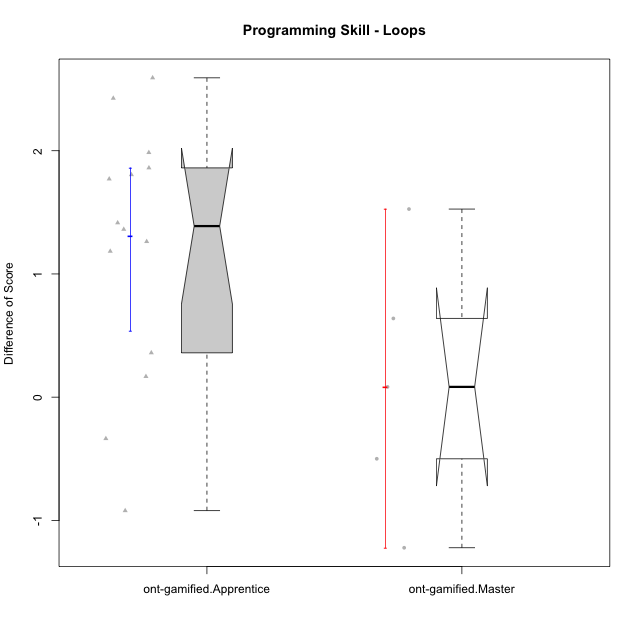 Programming Skill - Loops
Difference of Score
2
1
0
-1
ont-gamified.Apprentice
ont-gamified.Master